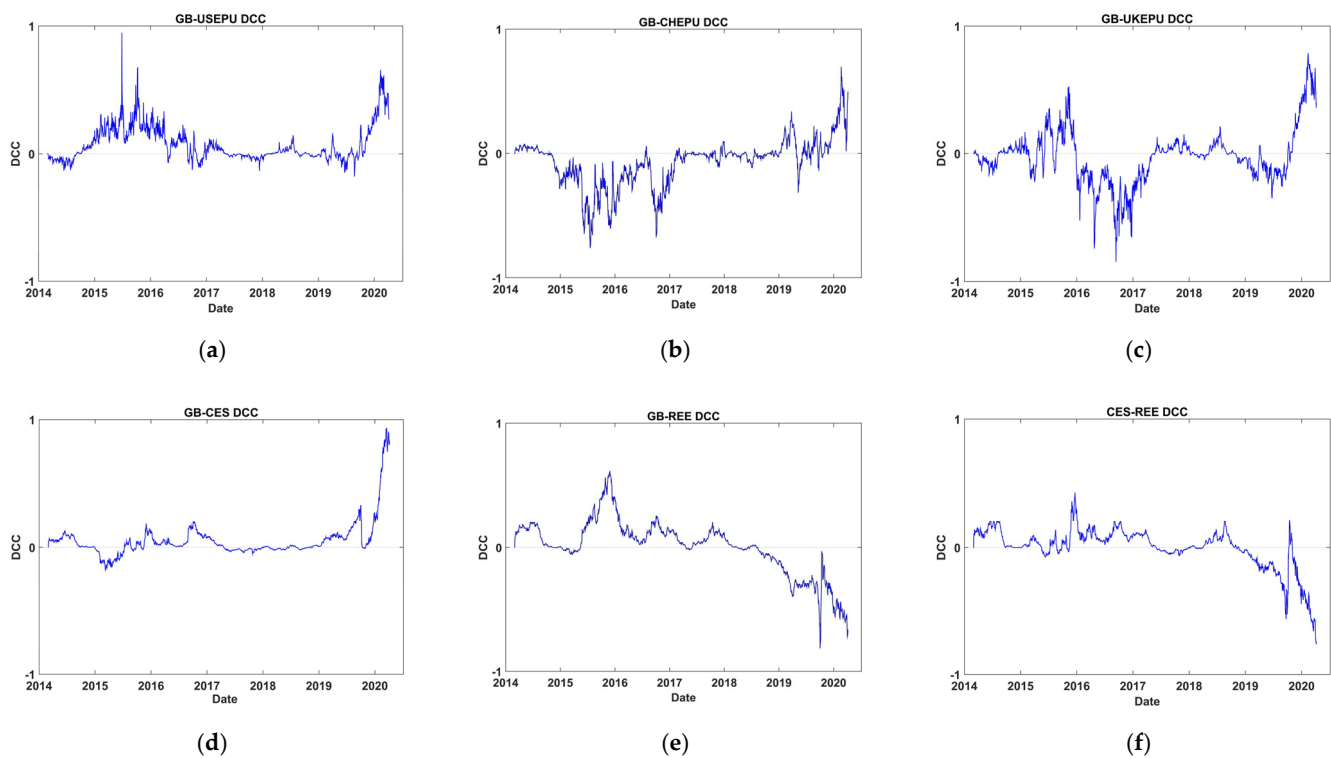 GB-USEPU DCC
1
DCC
0
-1
2014 2015 2016 2017 2018 2019 2020
Date
(a)
GB-CHEPU DCC
1
DCC
0
-1
2014 2015 2016 2017 2018 2019 2020
Date
(b)
GB-UKEPU DCC
1
DCC
0
-1
2014 2015 2016 2017 2018 2019 2020
Date
(c)
GB-CES DCC
1
DCC
0
-1
2014 2015 2016 2017 2018 2019 2020
Date
(d)
GB-REE DCC
1
DCC
0
-1
2014 2015 2016 2017 2018 2019 2020
Date
(e)
CES-REE DCC
1
DCC
0
-1
2014 2015 2016 2017 2018 2019 2020
Date
(f)